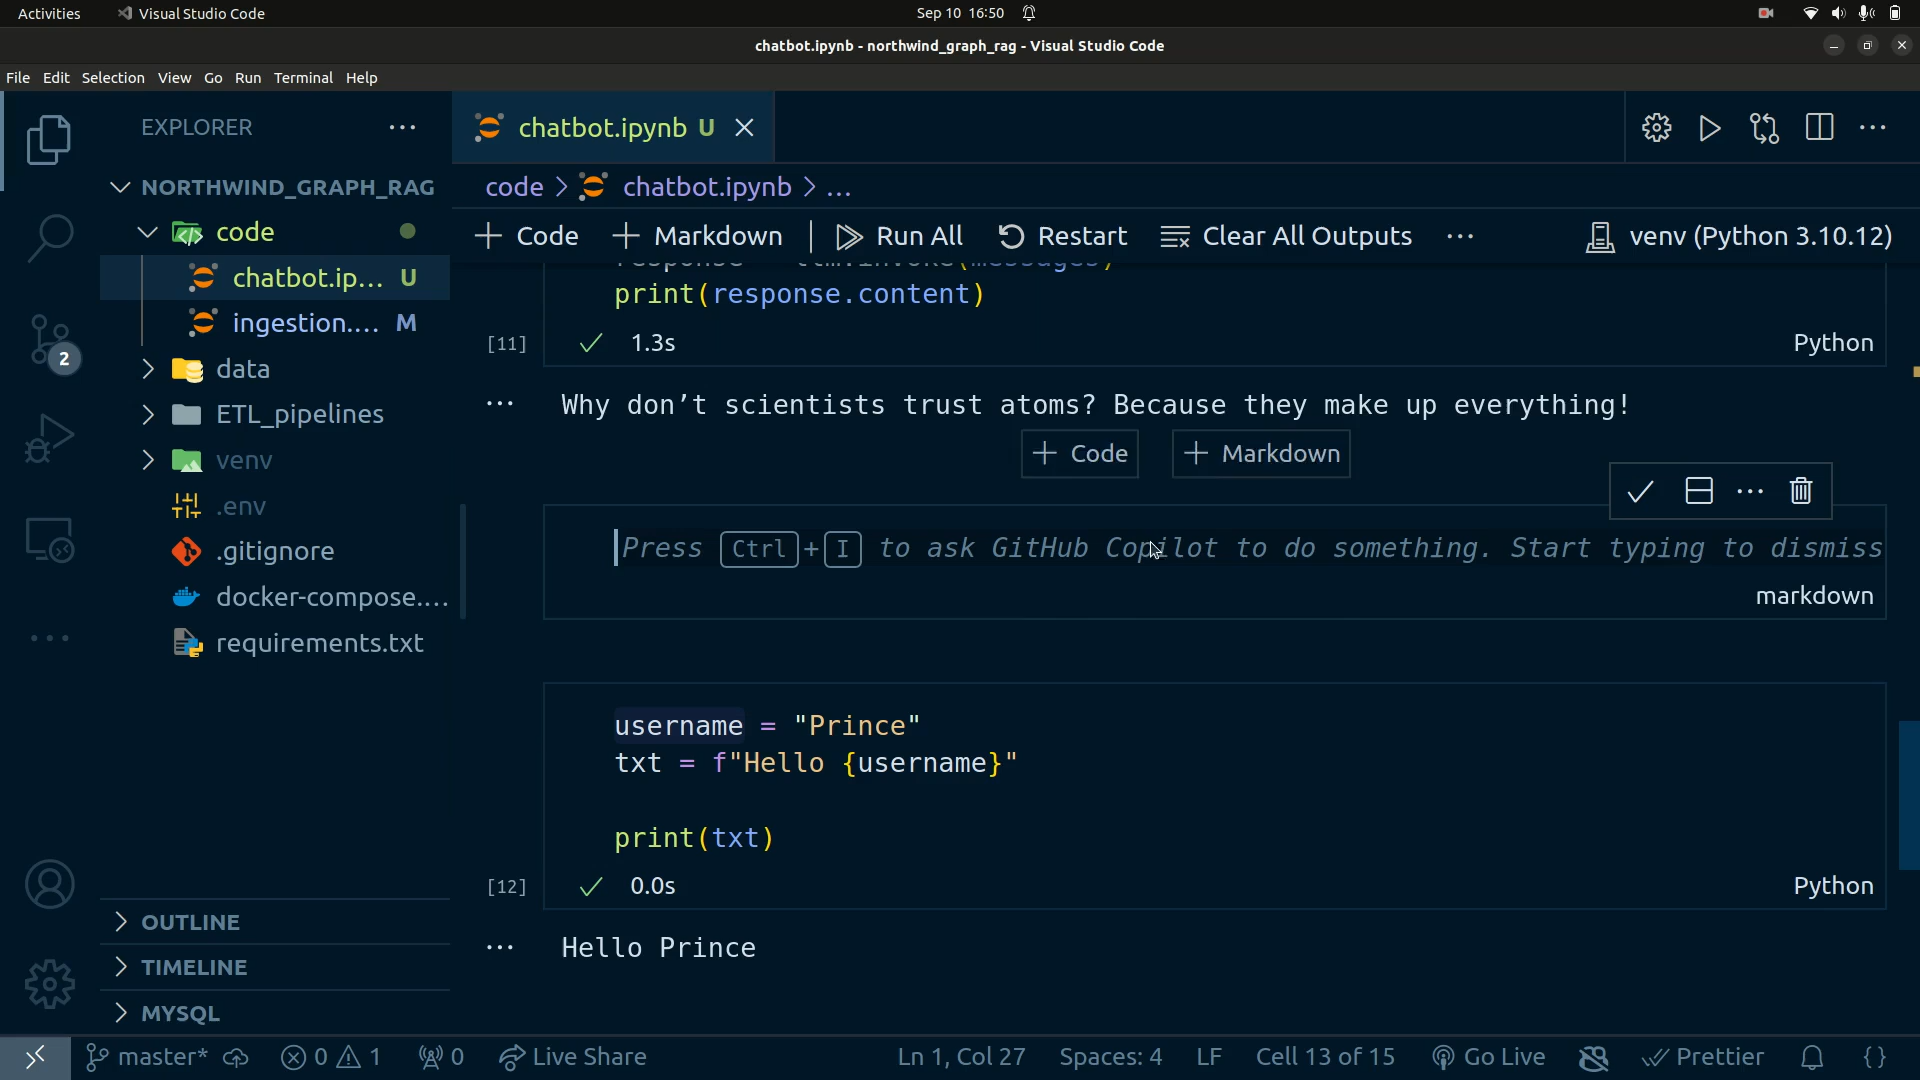 Activities
Visual Studio Code
Sep 10 16:50
chatbot.ipynb - northwind_graph_rag - Visual Studio Code
File Edit Selection View Go Run Terminal Help
EXPLORER
NORTHWIND_GRAPH_RAG
code
chatbot.ip... U
ingestion.... M
data
ETL_pipelines
venv
.env
.gitignore
docker-compose....
requirements.txt
2
OUTLINE
TIMELINE
MYSQL
chatbot.ipynb U
code > chatbot.ipynb > ...
Code
Markdown
Run All
Restart
Clear All Outputs
venv (Python 3.10.12)
response = llm.invoke(messages)
print(response.content)
[11]
1.3s
Python
Why don’t scientists trust atoms? Because they make up everything!
Code
Markdown
Press Ctrl+I to ask GitHub Copilot to do something. Start typing to dismiss
markdown
username = "Prince"
txt = f"Hello {username}"
print(txt)
[12]
0.0s
Python
Hello Prince
master*
0
1
0
Live Share
Ln 1, Col 27
Spaces: 4
LF
Cell 13 of 15
Go Live
Prettier
{}